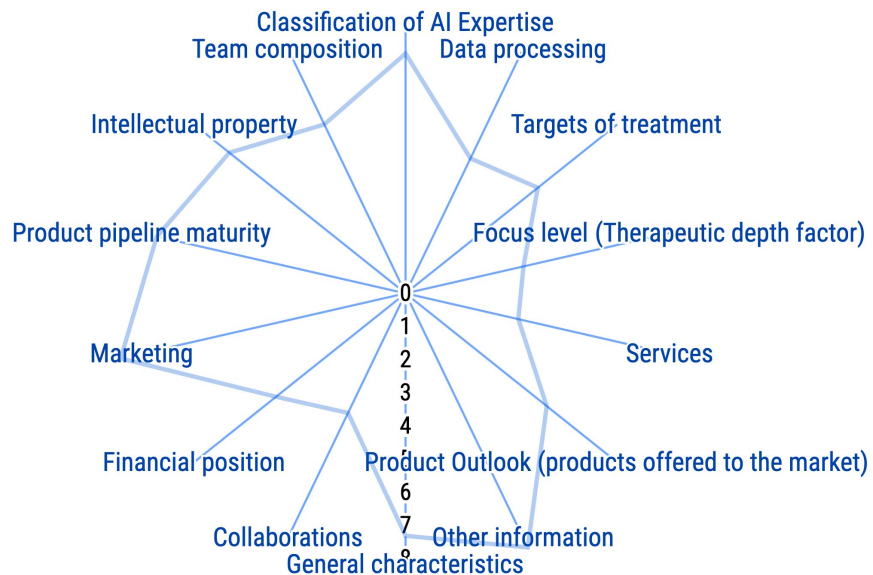 Classification of AI Expertise
Team composition
Data processing
Intellectual property
Targets of treatment
Product pipeline maturity
Focus level (Therapeutic depth factor)
0
1
2
Marketing
Services
3
4
Financial position
Product Outlook (products offered to the market)
6
7
Collaborations
Other information
General characteristics